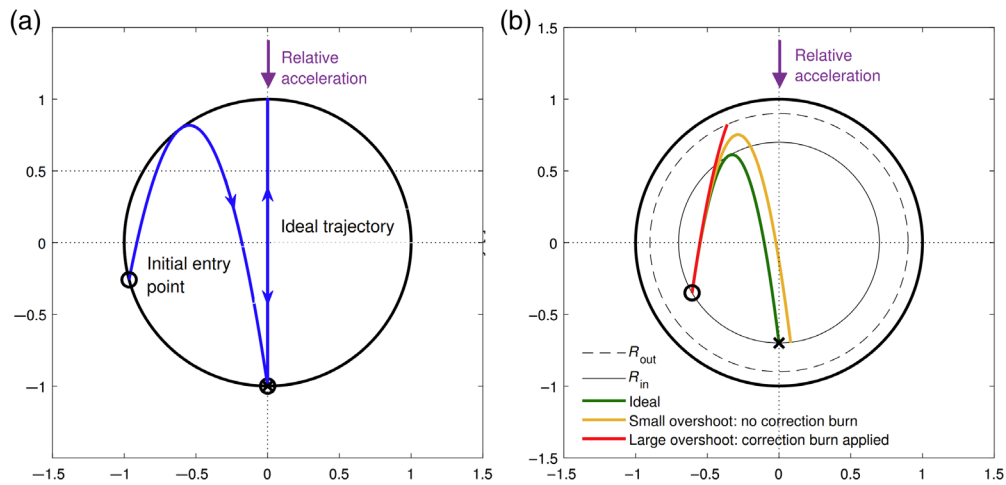 (a)
Relative
acceleration
1.5
1
0.5
0
−0.5
−1
Ideal trajectory
Initial entry
point
−1.5
−1
−0.5
0
0.5
1
1.5
(b)
Relative
acceleration
1.5
1
0.5
0
−0.5
−1
−1.5
R_out
R_in
Ideal
Small overshoot: no correction burn
Large overshoot: correction burn applied
−1.5
−1
−0.5
0
0.5
1
1.5